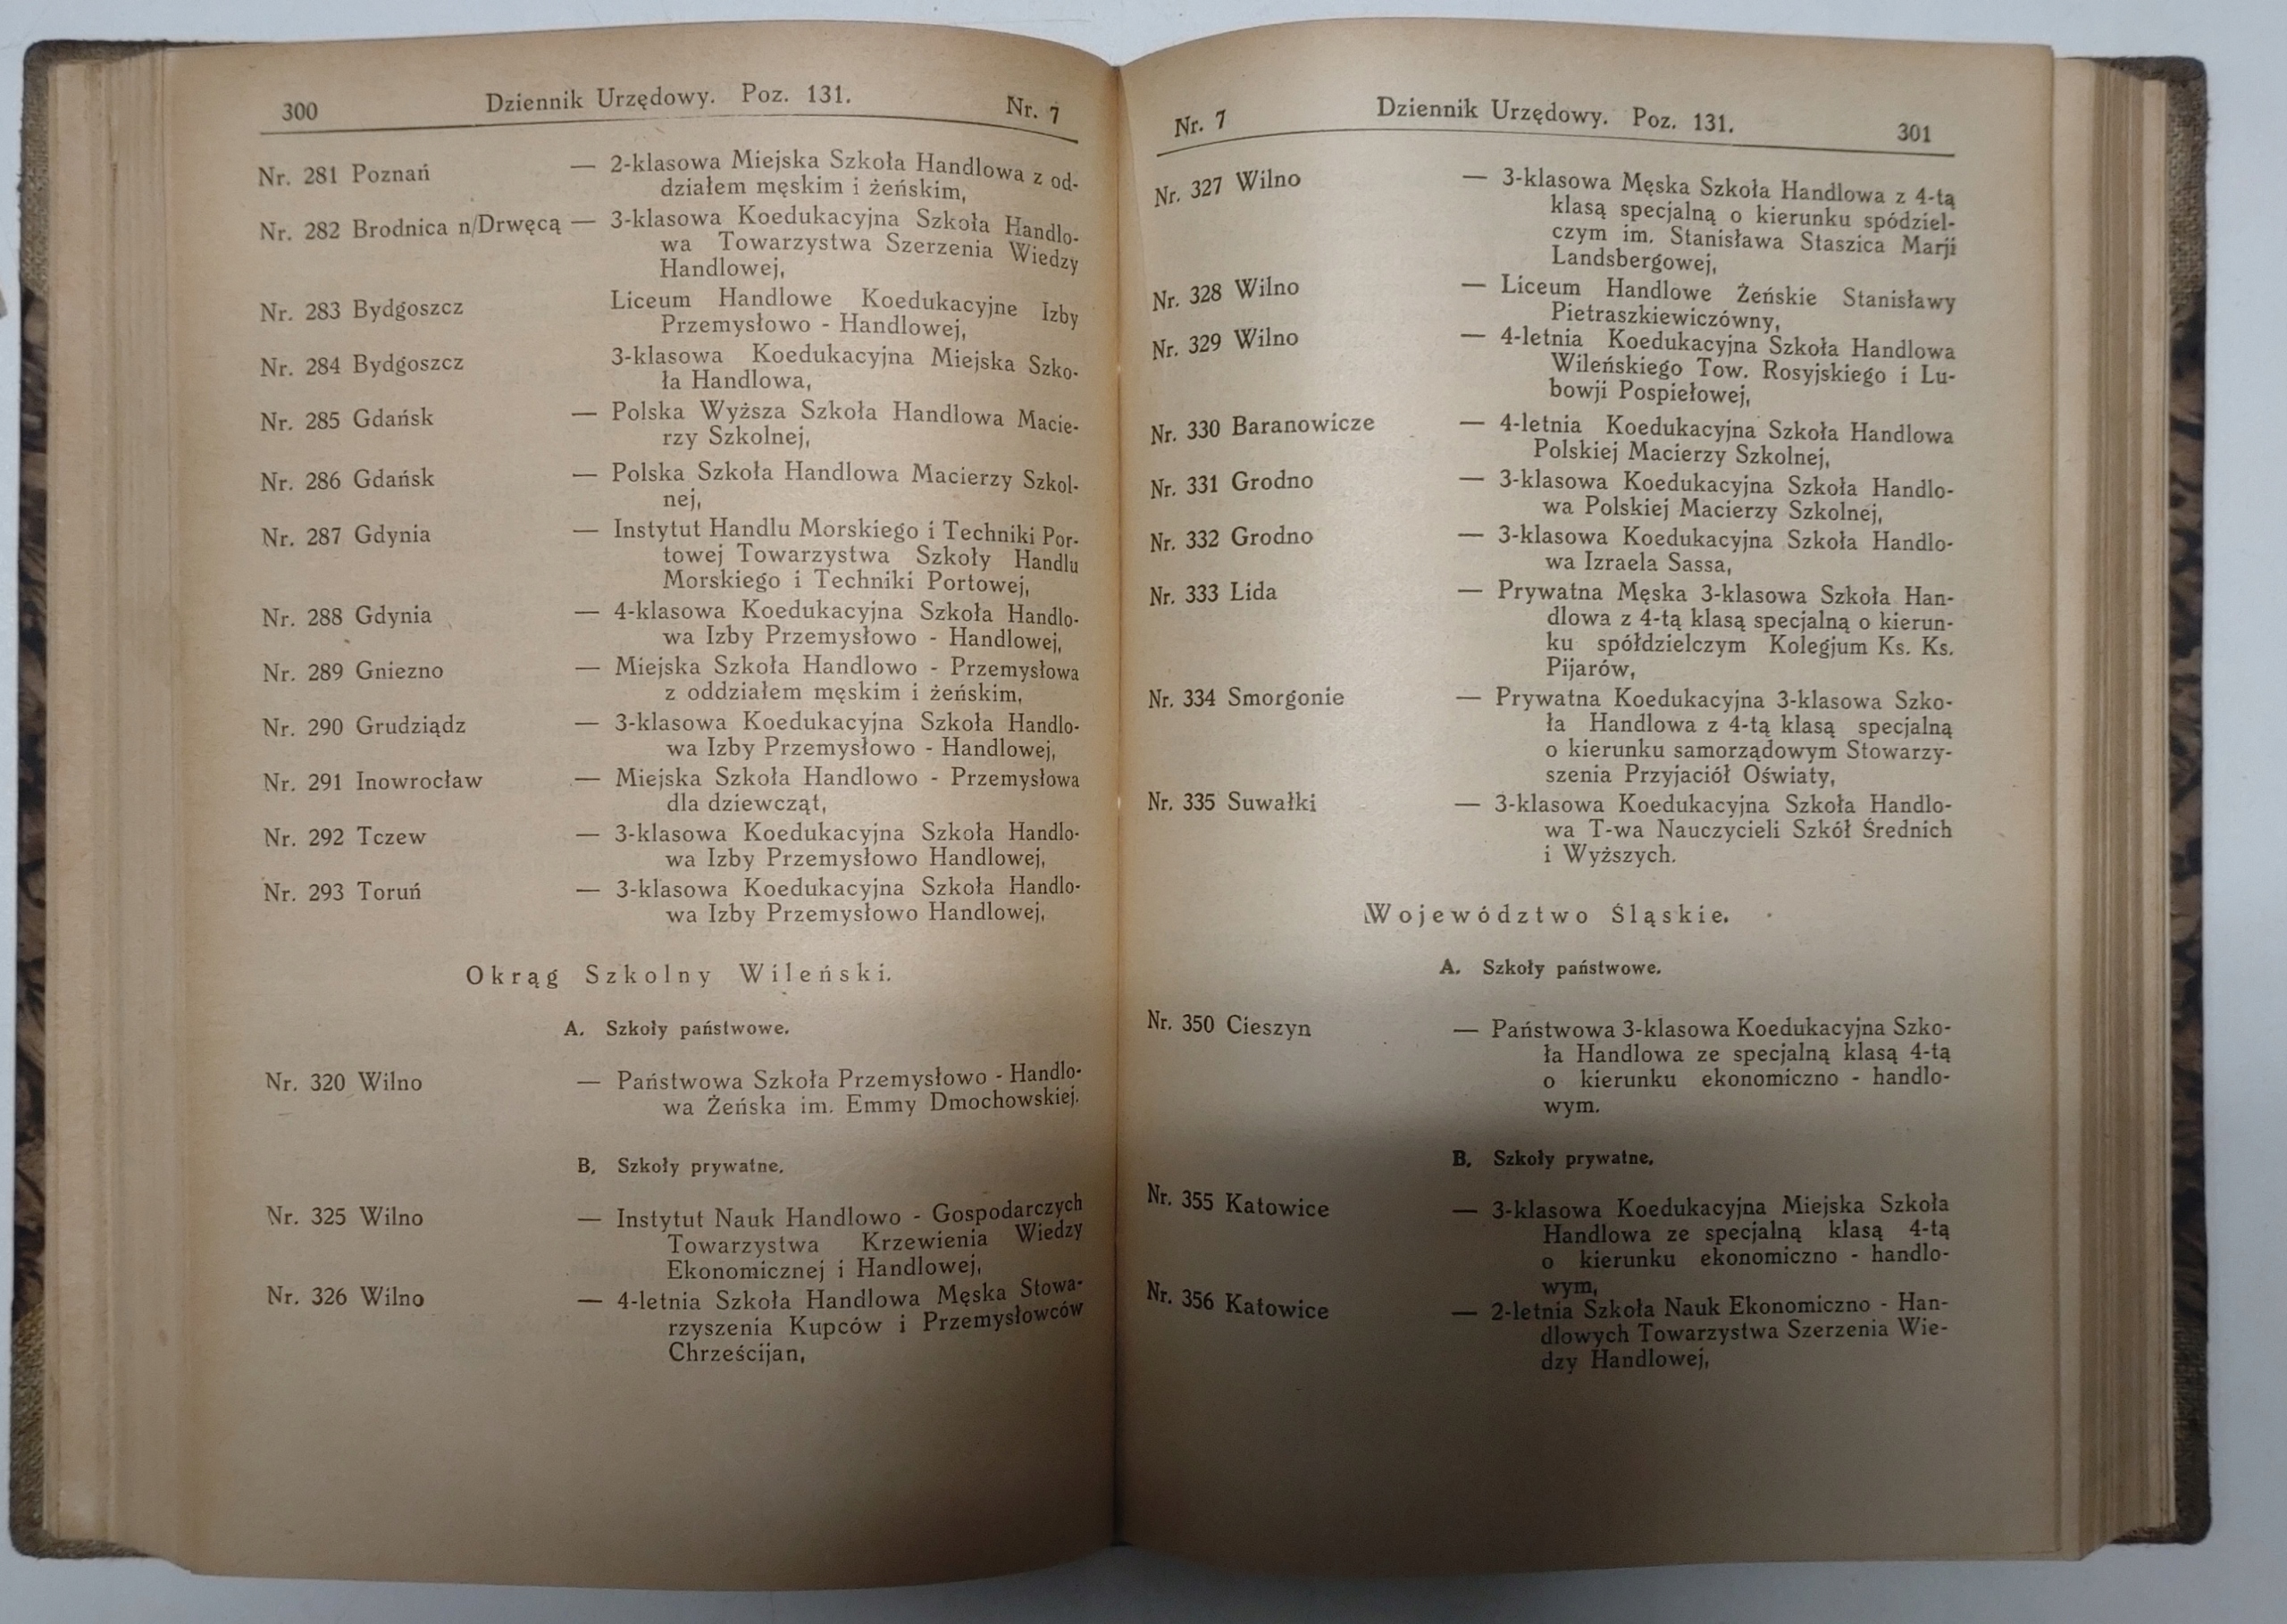 300 Dziennik Urzędowy. Poz. 131. Nr. 7
Nr. 281 Poznań — 2-klasowa Miejska Szkoła Handlowa z od-
działem męskim i żeńskim,
Nr. 282 Brodnica n/Drwęcą — 3-klasowa Koedukacyjna Szkoła Handlo-
wa Towarzystwa Szerzenia Wiedzy
Handlowej,
Nr. 283 Bydgoszcz Liceum Handlowe Koedukacyjne Izby
Przemysłowo - Handlowej,
Nr. 284 Bydgoszcz 3-klasowa Koedukacyjna Miejska Szko-
ła Handlowa,
Nr. 285 Gdańsk — Polska Wyższa Szkoła Handlowa Macie-
rzy Szkolnej,
Nr. 286 Gdańsk — Polska Szkoła Handlowa Macierzy Szkol-
nej,
Nr. 287 Gdynia — Instytut Handlu Morskiego i Techniki Por-
towej Towarzystwa Szkoły Handlu
Morskiego i Techniki Portowej,
Nr. 288 Gdynia — 4-klasowa Koedukacyjna Szkoła Handlo-
wa Izby Przemysłowo - Handlowej,
Nr. 289 Gniezno — Miejska Szkoła Handlowo - Przemysłowa
z oddziałem męskim i żeńskim,
Nr. 290 Grudziądz — 3-klasowa Koedukacyjna Szkoła Handlo-
wa Izby Przemysłowo - Handlowej,
Nr. 291 Inowrocław — Miejska Szkoła Handlowo - Przemysłowa
dla dziewcząt,
Nr. 292 Tczew — 3-klasowa Koedukacyjna Szkoła Handlo-
wa Izby Przemysłowo Handlowej,
Nr. 293 Toruń — 3-klasowa Koedukacyjna Szkoła Handlo-
wa Izby Przemysłowo Handlowej,
Okrąg Szkolny Wileński.
A. Szkoły państwowe.
Nr. 320 Wilno — Państwowa Szkoła Przemysłowo - Handlo-
wa Żeńska im. Emmy Dmochowskiej.
B. Szkoły prywatne.
Nr. 325 Wilno — Instytut Nauk Handlowo - Gospodarczych
Towarzystwa Krzewienia Wiedzy
Ekonomicznej i Handlowej,
Nr. 326 Wilno — 4-letnia Szkoła Handlowa Męska Stowa-
rzyszenia Kupców i Przemysłowców
Chrześcijan,
Nr. 7 Dziennik Urzędowy. Poz. 131. 301
Nr. 327 Wilno — 3-klasowa Męska Szkoła Handlowa z 4-tą
klasą specjalną o kierunku spódziel-
czym im. Stanisława Staszica Marji
Landsbergowej,
Nr. 328 Wilno — Liceum Handlowe Żeńskie Stanisławy
Pietraszkiewiczówny,
Nr. 329 Wilno — 4-letnia Koedukacyjna Szkoła Handlowa
Wileńskiego Tow. Rosyjskiego i Lu-
bowji Pospiełowej,
Nr. 330 Baranowicze — 4-letnia Koedukacyjna Szkoła Handlowa
Polskiej Macierzy Szkolnej,
Nr. 331 Grodno — 3-klasowa Koedukacyjna Szkoła Handlo-
wa Polskiej Macierzy Szkolnej,
Nr. 332 Grodno — 3-klasowa Koedukacyjna Szkoła Handlo-
wa Izraela Sassa,
Nr. 333 Lida — Prywatna Męska 3-klasowa Szkoła Han-
dlowa z 4-tą klasą specjalną o kierun-
ku spółdzielczym Kolegjum Ks. Ks.
Pijarów,
Nr. 334 Smorgonie — Prywatna Koedukacyjna 3-klasowa Szko-
ła Handlowa z 4-tą klasą specjalną
o kierunku samorządowym Stowarzy-
szenia Przyjaciół Oświaty,
Nr. 335 Suwałki — 3-klasowa Koedukacyjna Szkoła Handlo-
wa T-wa Nauczycieli Szkół Średnich
i Wyższych.
Województwo Śląskie.
A. Szkoły państwowe.
Nr. 350 Cieszyn — Państwowa 3-klasowa Koedukacyjna Szko-
ła Handlowa ze specjalną klasą 4-tą
o kierunku ekonomiczno - handlo-
wym.
B. Szkoły prywatne.
Nr. 355 Katowice — 3-klasowa Koedukacyjna Miejska Szkoła
Handlowa ze specjalną klasą 4-tą
o kierunku ekonomiczno - handlo-
wym,
Nr. 356 Katowice — 2-letnia Szkoła Nauk Ekonomiczno - Han-
dlowych Towarzystwa Szerzenia Wie-
dzy Handlowej,